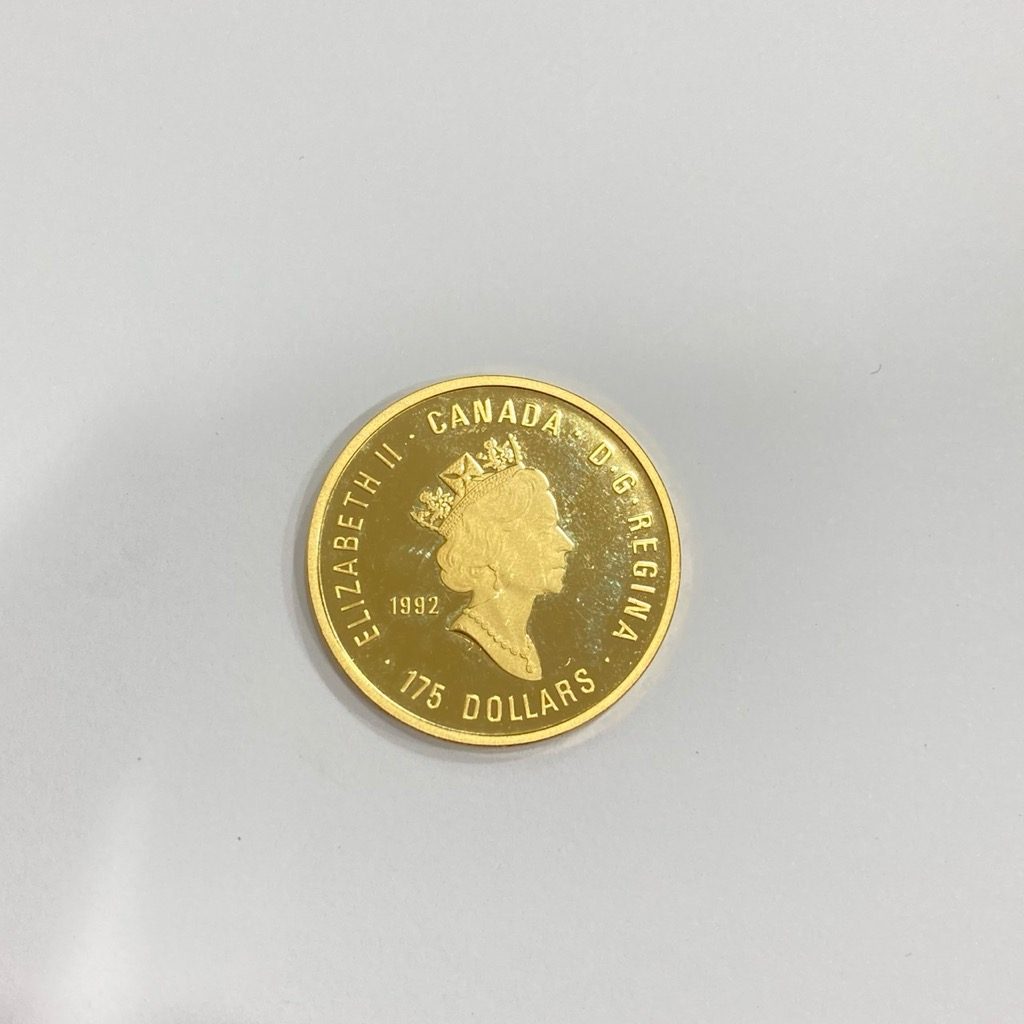 ELIZABETH II · CANADA · D · G · REGINA ·
1992
175 DOLLARS ·